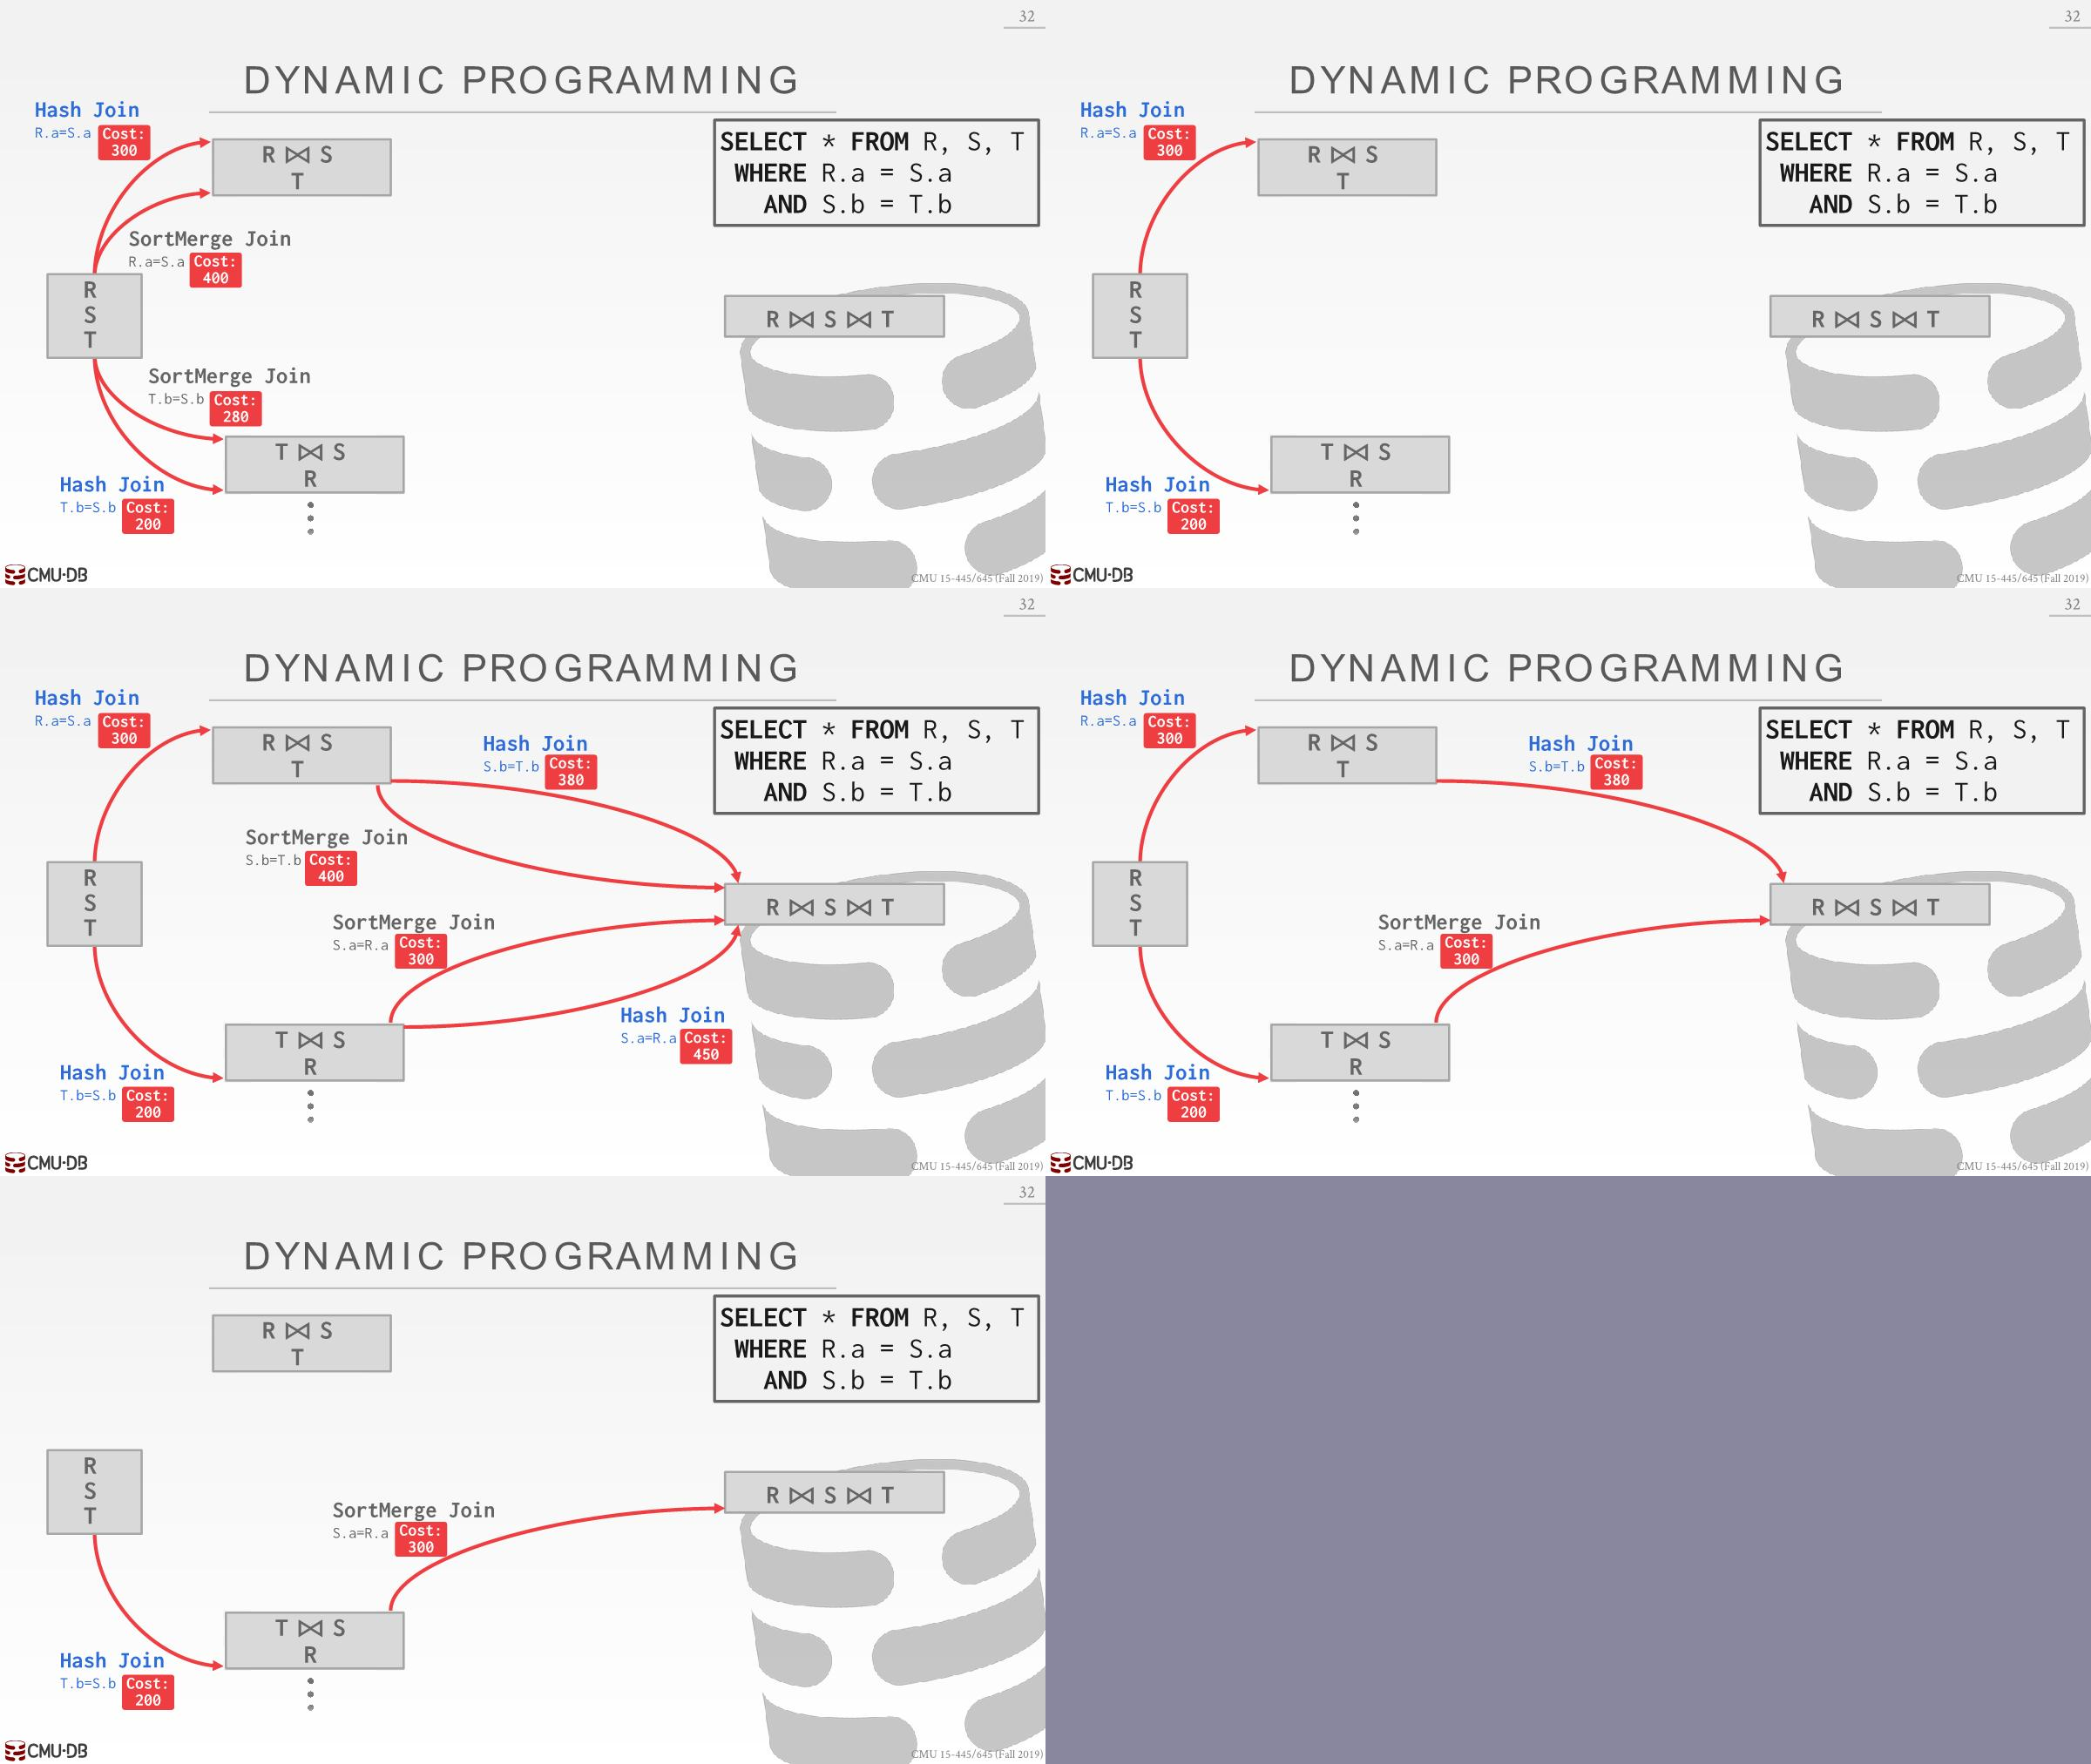 32
DYNAMIC PROGRAMMING
Hash Join
R.a=S.a Cost: 300
R ⋈ S
T
SELECT * FROM R, S, T
WHERE R.a = S.a
AND S.b = T.b
SortMerge Join
R.a=S.a Cost: 400
R
S
T
R ⋈ S ⋈ T
SortMerge Join
T.b=S.b Cost: 280
T ⋈ S
R
Hash Join
T.b=S.b Cost: 200
CMU·DB
CMU 15-445/645 (Fall 2019)
32
DYNAMIC PROGRAMMING
Hash Join
R.a=S.a Cost: 300
R ⋈ S
T
SELECT * FROM R, S, T
WHERE R.a = S.a
AND S.b = T.b
R
S
T
R ⋈ S ⋈ T
T ⋈ S
R
Hash Join
T.b=S.b Cost: 200
CMU·DB
CMU 15-445/645 (Fall 2019)
32
DYNAMIC PROGRAMMING
Hash Join
R.a=S.a Cost: 300
R ⋈ S
T
Hash Join
S.b=T.b Cost: 380
SELECT * FROM R, S, T
WHERE R.a = S.a
AND S.b = T.b
SortMerge Join
S.b=T.b Cost: 400
R
S
T
R ⋈ S ⋈ T
SortMerge Join
S.a=R.a Cost: 300
Hash Join
S.a=R.a Cost: 450
T ⋈ S
R
Hash Join
T.b=S.b Cost: 200
CMU·DB
CMU 15-445/645 (Fall 2019)
32
DYNAMIC PROGRAMMING
Hash Join
R.a=S.a Cost: 300
R ⋈ S
T
Hash Join
S.b=T.b Cost: 380
SELECT * FROM R, S, T
WHERE R.a = S.a
AND S.b = T.b
R
S
T
R ⋈ S ⋈ T
SortMerge Join
S.a=R.a Cost: 300
T ⋈ S
R
Hash Join
T.b=S.b Cost: 200
CMU·DB
CMU 15-445/645 (Fall 2019)
32
DYNAMIC PROGRAMMING
R ⋈ S
T
SELECT * FROM R, S, T
WHERE R.a = S.a
AND S.b = T.b
R
S
T
R ⋈ S ⋈ T
SortMerge Join
S.a=R.a Cost: 300
T ⋈ S
R
Hash Join
T.b=S.b Cost: 200
CMU·DB
CMU 15-445/645 (Fall 2019)